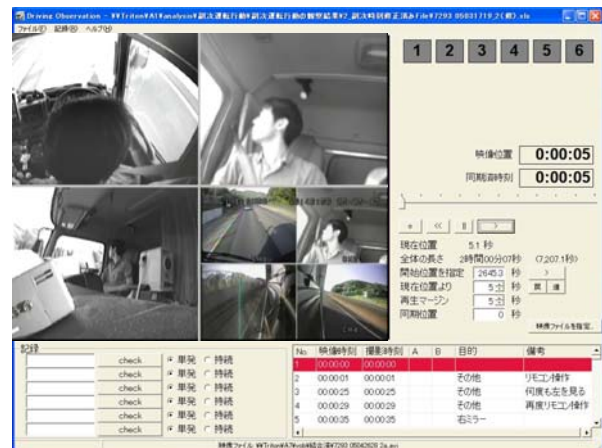 Driving Observation -
ファイル(F) 記録(R) ヘルプ(H)
1 2 3 4 5 6
映像位置 0:00:05
同期済時刻 0:00:05
<< || >
現在位置 5.1 秒
全体の長さ 2時間00分07秒 (7,207.1秒)
開始位置を指定 2645.3 秒 >
現在位置より 5 秒 戻 進
再生マージン 5 秒
同期位置 0 秒
映像ファイルを指定
記録
check 単発 持続
check 単発 持続
check 単発 持続
check 単発 持続
check 単発 持続
check 単発 持続
No. 映像時刻 撮影時刻 A B 目的 備考
1 00:00:00 00:00:00
2 00:00:01 00:00:01 その他 リモコン操作
3 00:00:25 00:00:25 その他 何度も左を見る
4 00:00:29 00:00:29 その他 再度リモコン操作
5 00:00:35 00:00:35 右ミラー